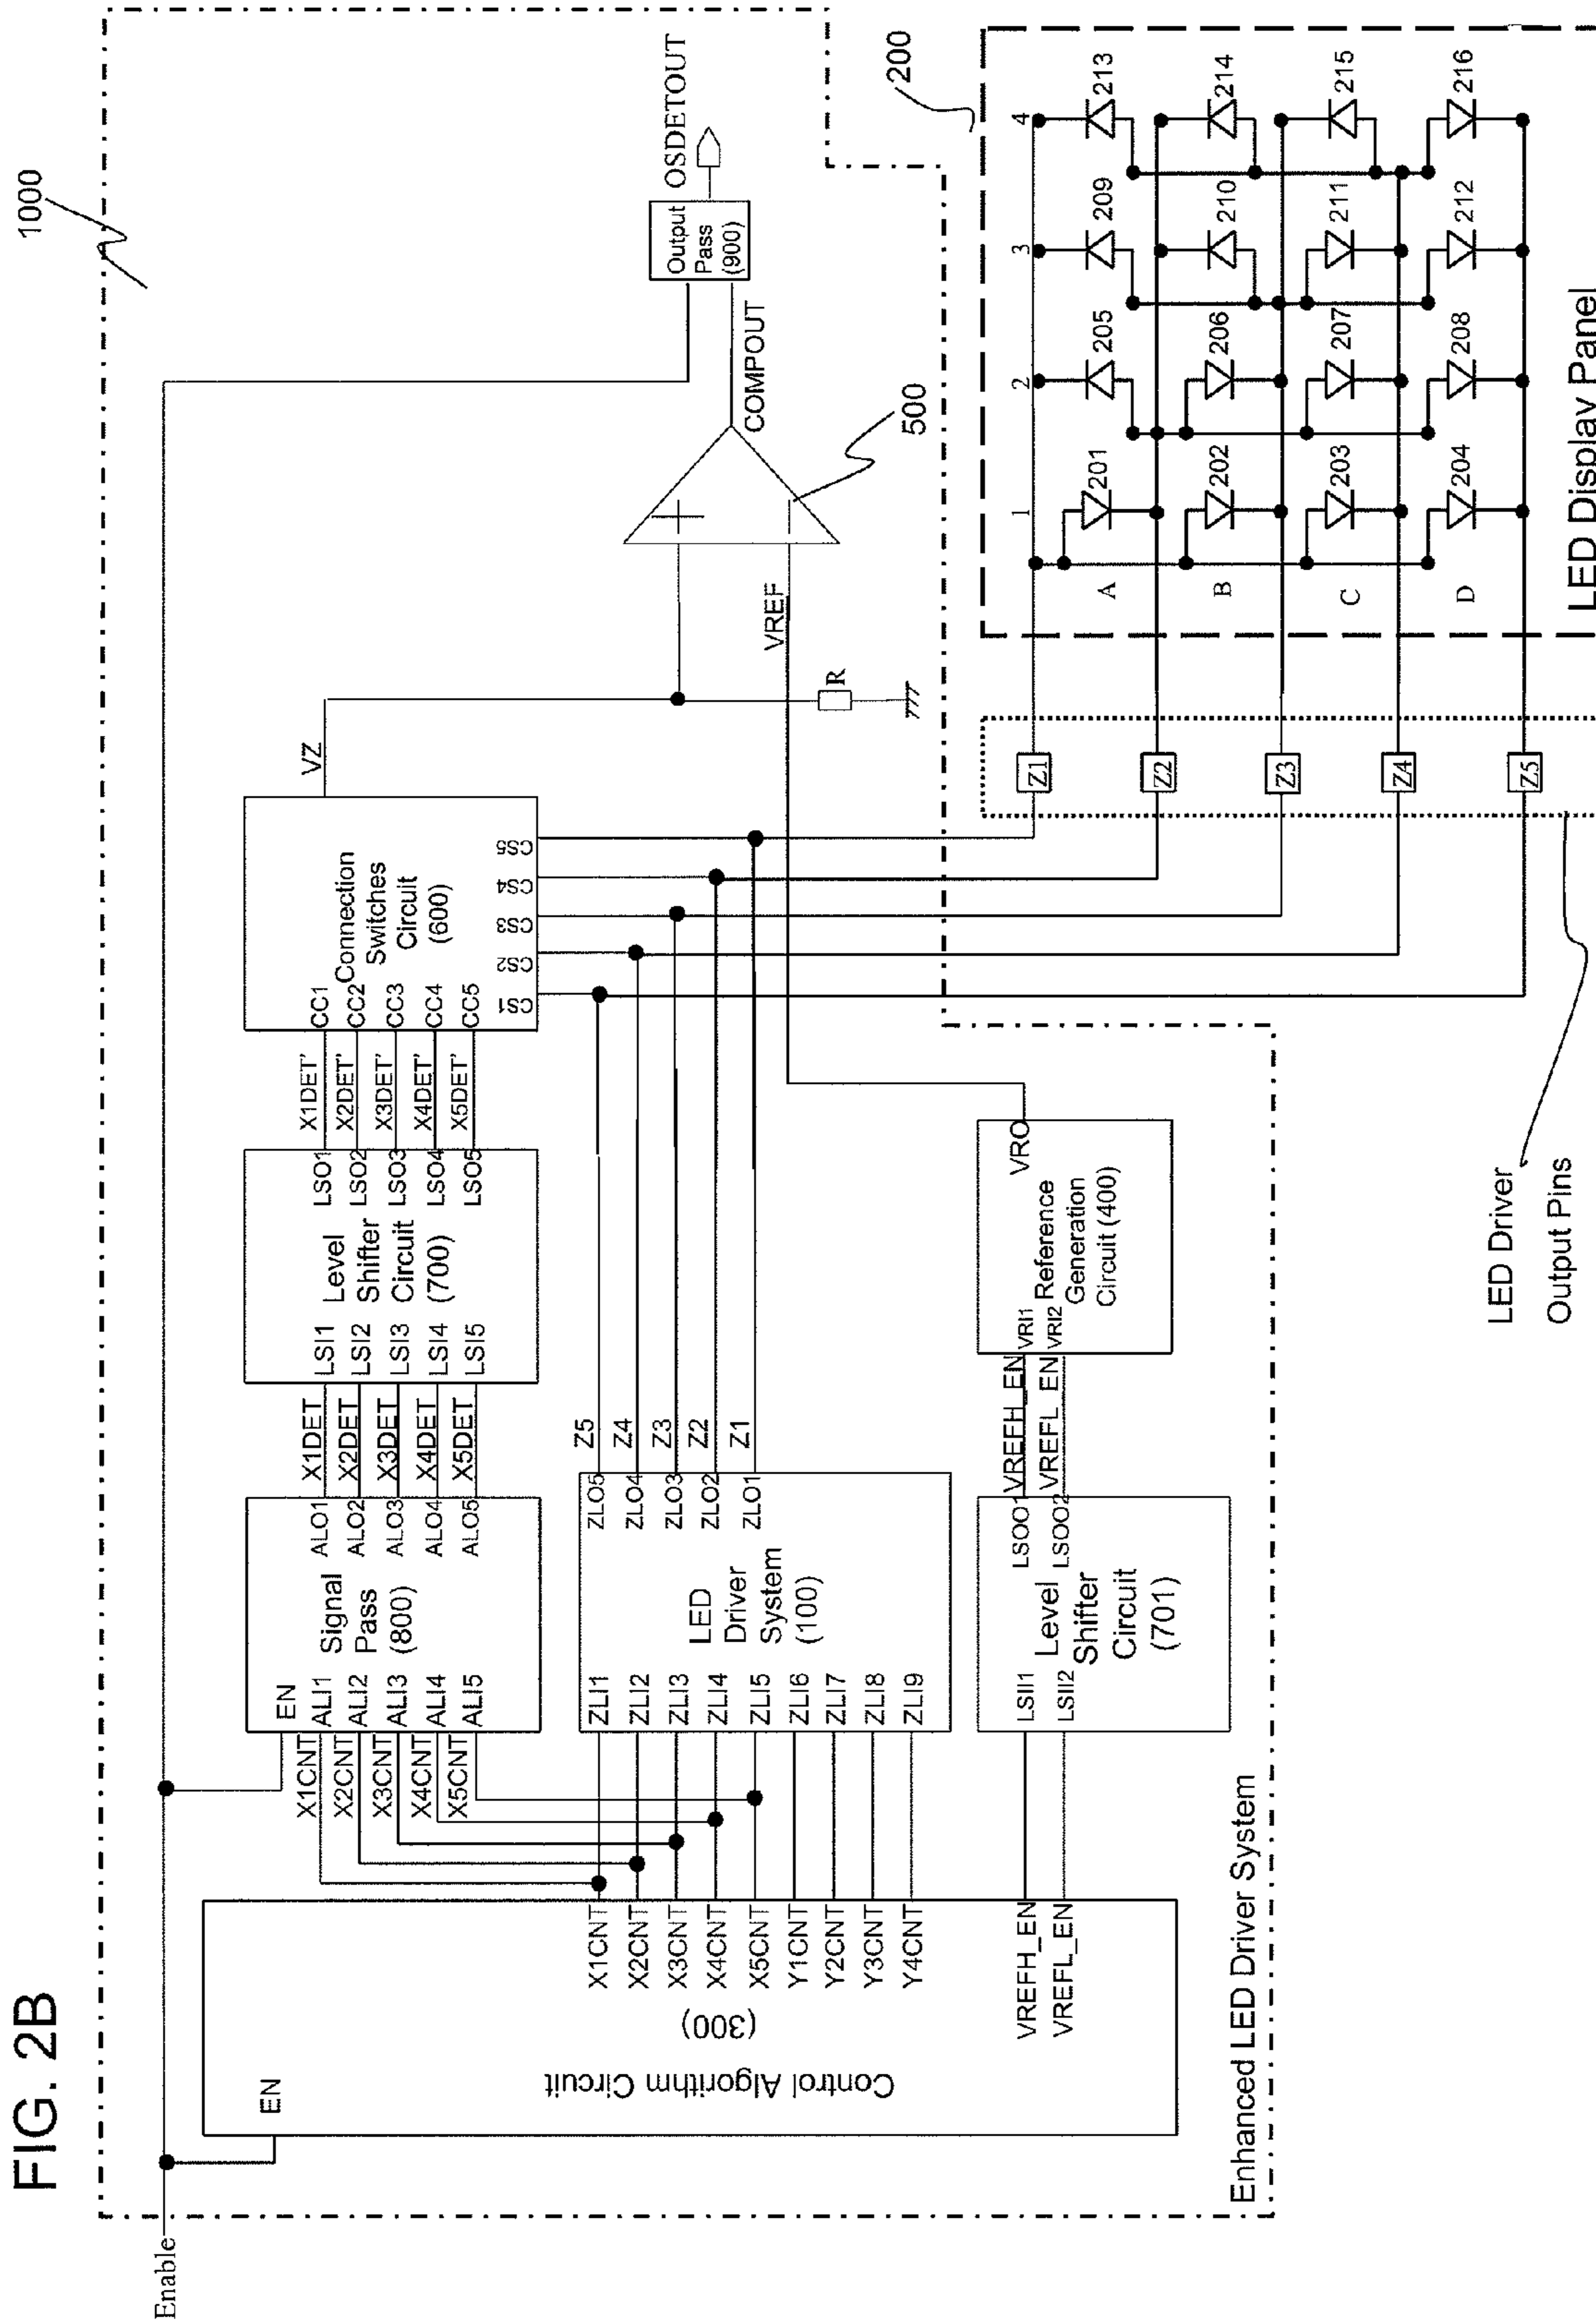 FIG. 2B
1000
Enable
EN
Control Algorithm Circuit
(300)
X1CNT
X2CNT
X3CNT
X4CNT
X5CNT
Y1CNT
Y2CNT
Y3CNT
Y4CNT
VREFH_EN
VREFL_EN
X1CNT
X2CNT
X3CNT
X4CNT
X5CNT
EN
ALI1
ALI2
ALI3
ALI4
ALI5
Signal
Pass
(800)
ALO1
ALO2
ALO3
ALO4
ALO5
X1DET
X2DET
X3DET
X4DET
X5DET
LSI1
LSI2
LSI3
LSI4
LSI5
Level
Shifter
Circuit
(700)
LSO1
LSO2
LSO3
LSO4
LSO5
X1DET'
X2DET'
X3DET'
X4DET'
X5DET'
CC1
CC2
CC3
CC4
CC5
Connection
Switches
Circuit
(600)
CS1
CS2
CS3
CS4
CS5
VZ
ZLI1
ZLI2
ZLI3
ZLI4
ZLI5
ZLI6
ZLI7
ZLI8
ZLI9
LED
Driver
System
(100)
ZLO5
ZLO4
ZLO3
ZLO2
ZLO1
Z5
Z4
Z3
Z2
Z1
LSII1
LSII2
Level
Shifter
Circuit
(701)
LSOO1
LSOO2
VREFH_EN
VREFL_EN
VRI1
VRI2
Reference
Generation
Circuit (400)
VRO
R
VREF
500
COMPOUT
Output
Pass
(900)
OSDETOUT
Enhanced LED Driver System
LED Driver
Output Pins
Z1
Z2
Z3
Z4
Z5
200
1
2
3
4
A
B
C
D
201
205
209
213
202
206
210
214
203
207
211
215
204
208
212
216
LED Display Panel